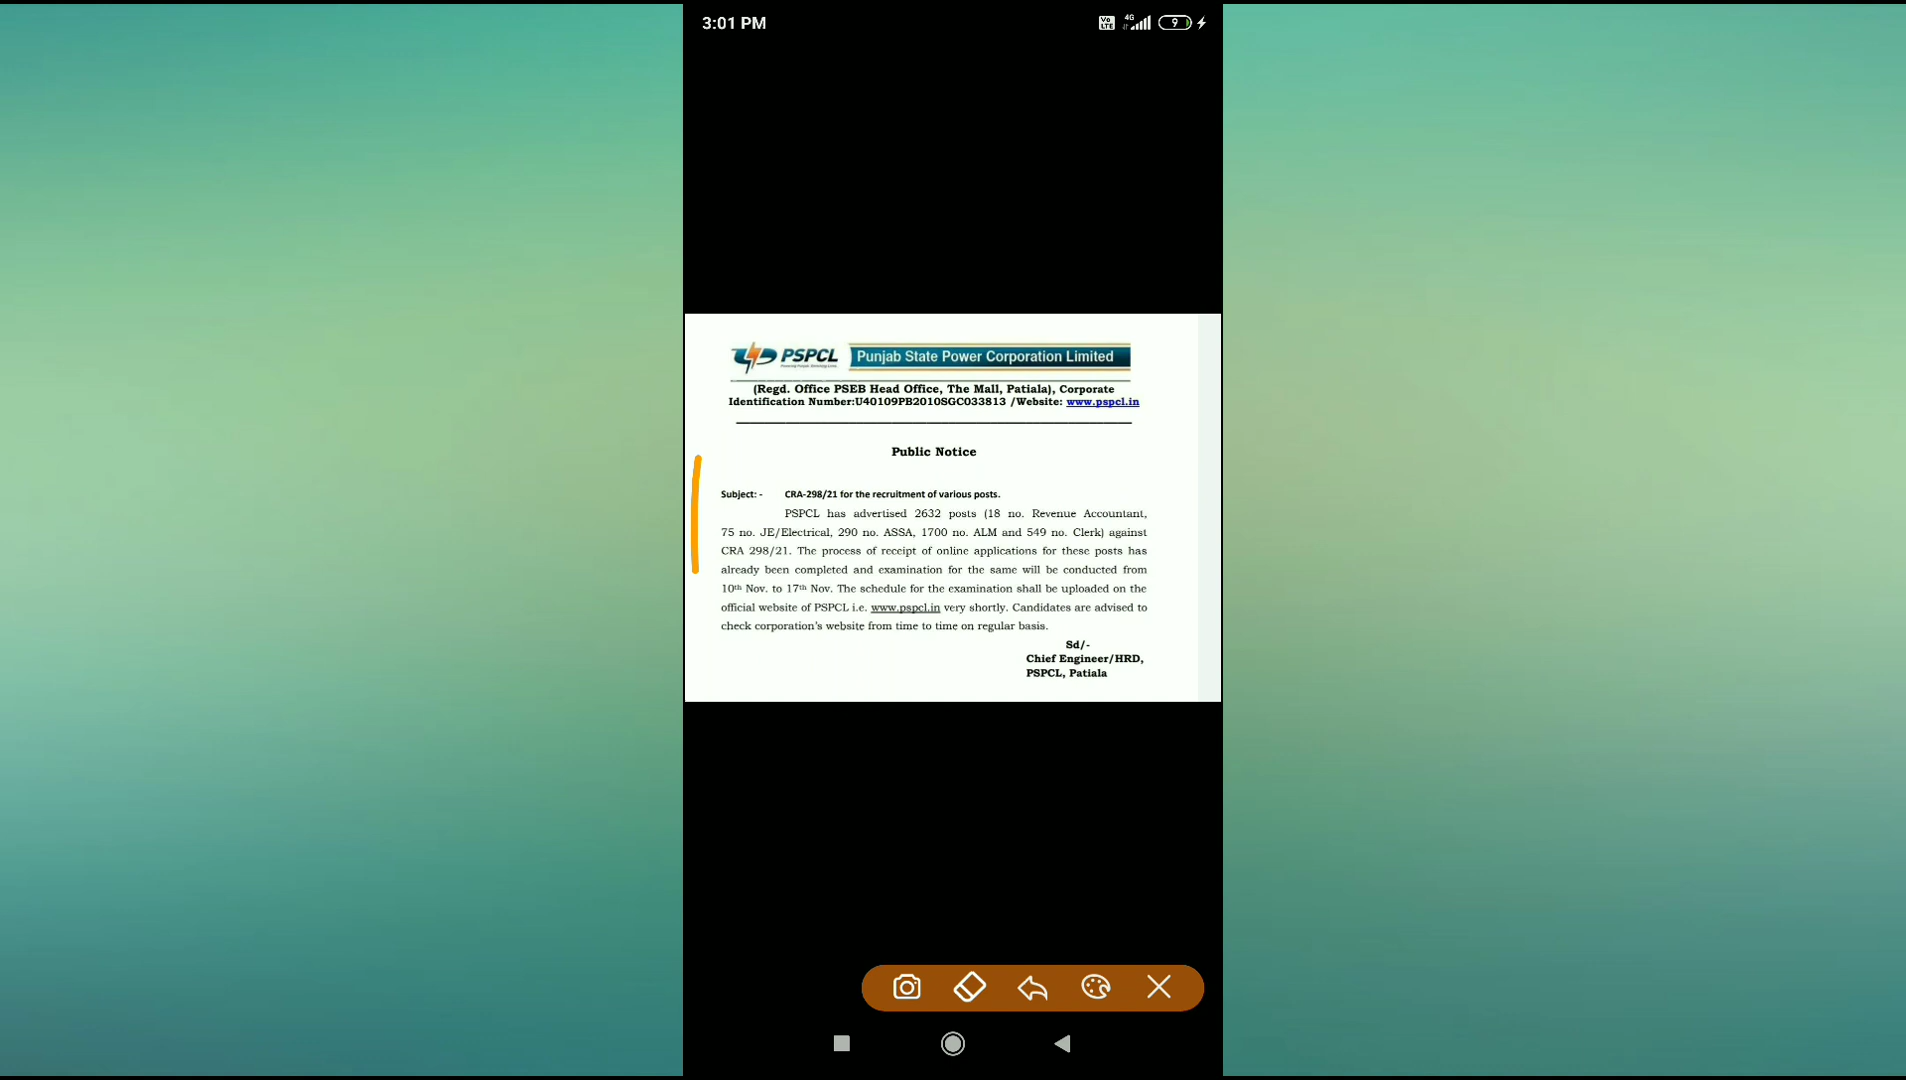 3:01 PM
Vo LTE 4G 9
PSPCL Punjab State Power Corporation Limited
(Regd. Office PSEB Head Office, The Mall, Patiala), Corporate
Identification Number:U40109PB2010SGC033813 /Website: www.pspcl.in
Public Notice
Subject: - CRA-298/21 for the recruitment of various posts.
PSPCL has advertised 2632 posts (18 no. Revenue Accountant,
75 no. JE/Electrical, 290 no. ASSA, 1700 no. ALM and 549 no. Clerk) against
CRA 298/21. The process of receipt of online applications for these posts has
already been completed and examination for the same will be conducted from
10th Nov. to 17th Nov. The schedule for the examination shall be uploaded on the
official website of PSPCL i.e. www.pspcl.in very shortly. Candidates are advised to
check corporation's website from time to time on regular basis.
Sd/-
Chief Engineer/HRD,
PSPCL, Patiala